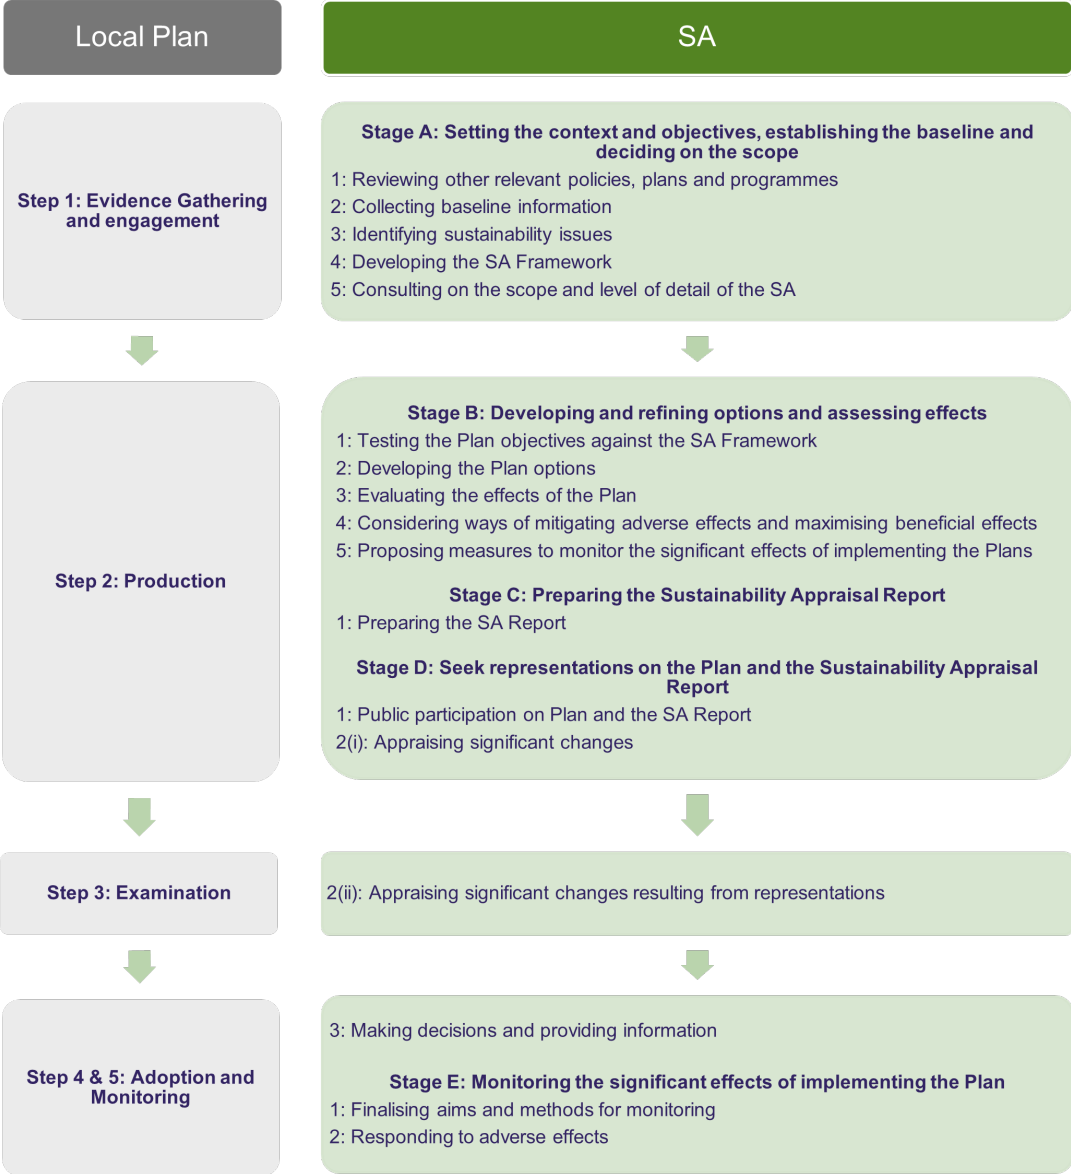 Local Plan
SA
Step 1: Evidence Gathering
and engagement
Stage A: Setting the context and objectives, establishing the baseline and
deciding on the scope
1: Reviewing other relevant policies, plans and programmes
2: Collecting baseline information
3: Identifying sustainability issues
4: Developing the SA Framework
5: Consulting on the scope and level of detail of the SA
Step 2: Production
Stage B: Developing and refining options and assessing effects
1: Testing the Plan objectives against the SA Framework
2: Developing the Plan options
3: Evaluating the effects of the Plan
4: Considering ways of mitigating adverse effects and maximising beneficial effects
5: Proposing measures to monitor the significant effects of implementing the Plans
Stage C: Preparing the Sustainability Appraisal Report
1: Preparing the SA Report
Stage D: Seek representations on the Plan and the Sustainability Appraisal
Report
1: Public participation on Plan and the SA Report
2(i): Appraising significant changes
Step 3: Examination
2(ii): Appraising significant changes resulting from representations
Step 4 & 5: Adoption and
Monitoring
3: Making decisions and providing information
Stage E: Monitoring the significant effects of implementing the Plan
1: Finalising aims and methods for monitoring
2: Responding to adverse effects